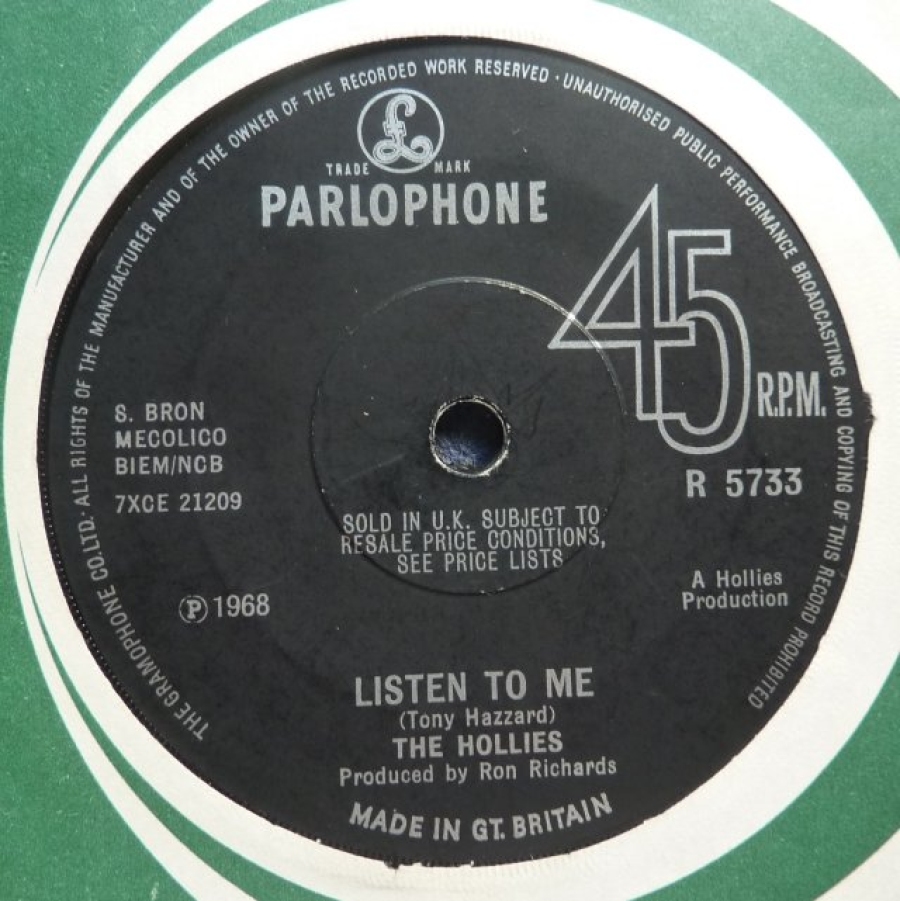 THE GRAMOPHONE CO.LTD. ALL RIGHTS OF THE MANUFACTURER AND OF THE OWNER OF THE RECORDED WORK RESERVED · UNAUTHORISED PUBLIC PERFORMANCE BROADCASTING AND COPYING OF THIS RECORD PROHIBITED
£
TRADE MARK
PARLOPHONE
45
R.P.M.
S. BRON
MECOLICO
BIEM/NCB
7XCE 21209
R 5733
SOLD IN U.K. SUBJECT TO
RESALE PRICE CONDITIONS,
SEE PRICE LISTS
Ⓟ 1968
A Hollies
Production
LISTEN TO ME
(Tony Hazzard)
THE HOLLIES
Produced by Ron Richards
MADE IN GT. BRITAIN